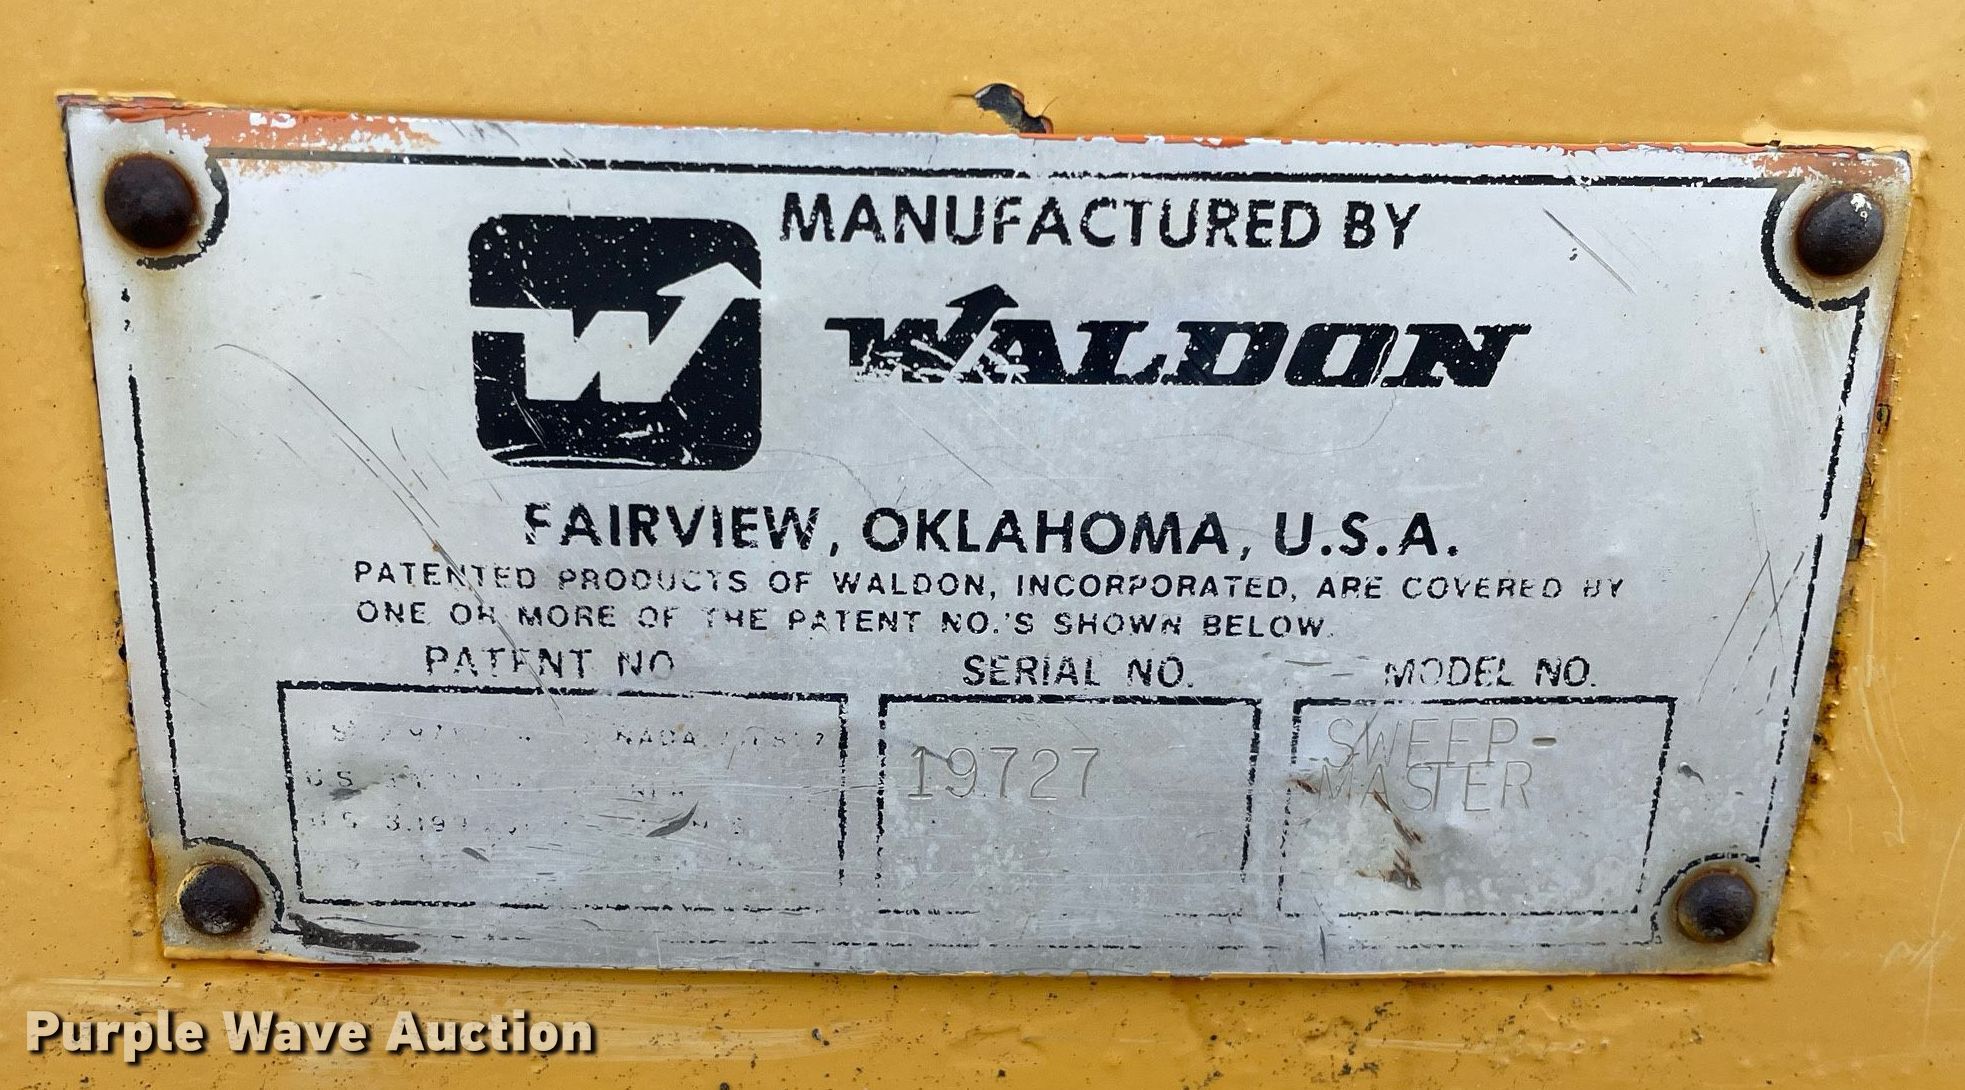 MANUFACTURED BY
W WALDON
FAIRVIEW, OKLAHOMA, U.S.A.
PATENTED PRODUCTS OF WALDON, INCORPORATED, ARE COVERED BY
ONE OR MORE OF THE PATENT NO.'S SHOWN BELOW.
PATENT NO SERIAL NO. MODEL NO.
19727
SWEEP-
MASTER
U.S.
U.S.
Purple Wave Auction